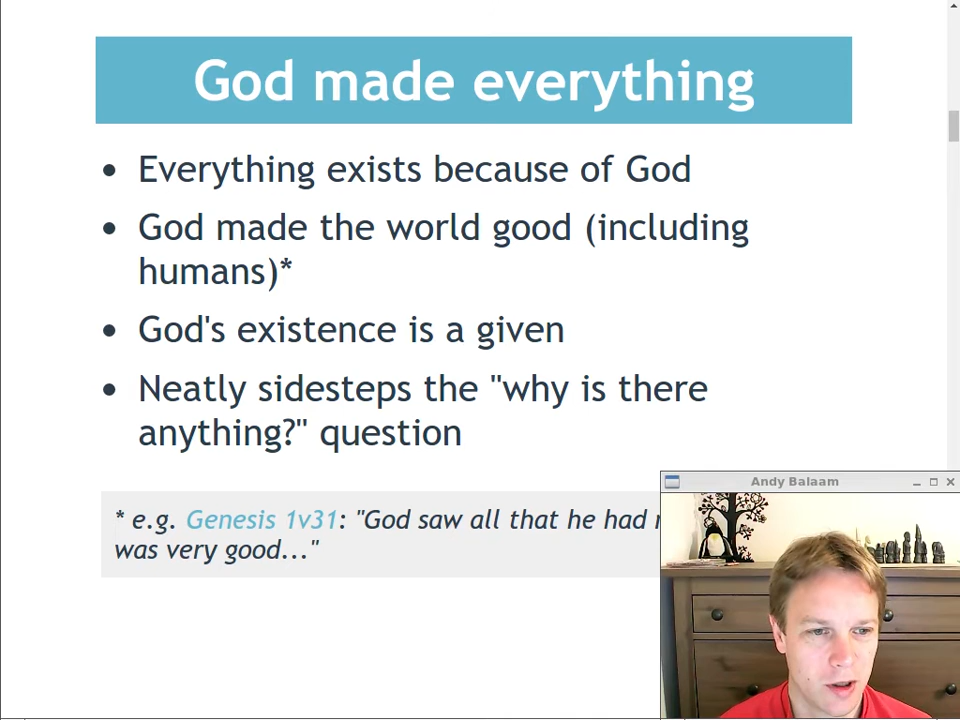 God made everything
• Everything exists because of God
• God made the world good (including
humans)*
• God's existence is a given
• Neatly sidesteps the "why is there
anything?" question
* e.g. Genesis 1v31: "God saw all that he had
was very good..."
Andy Balaam